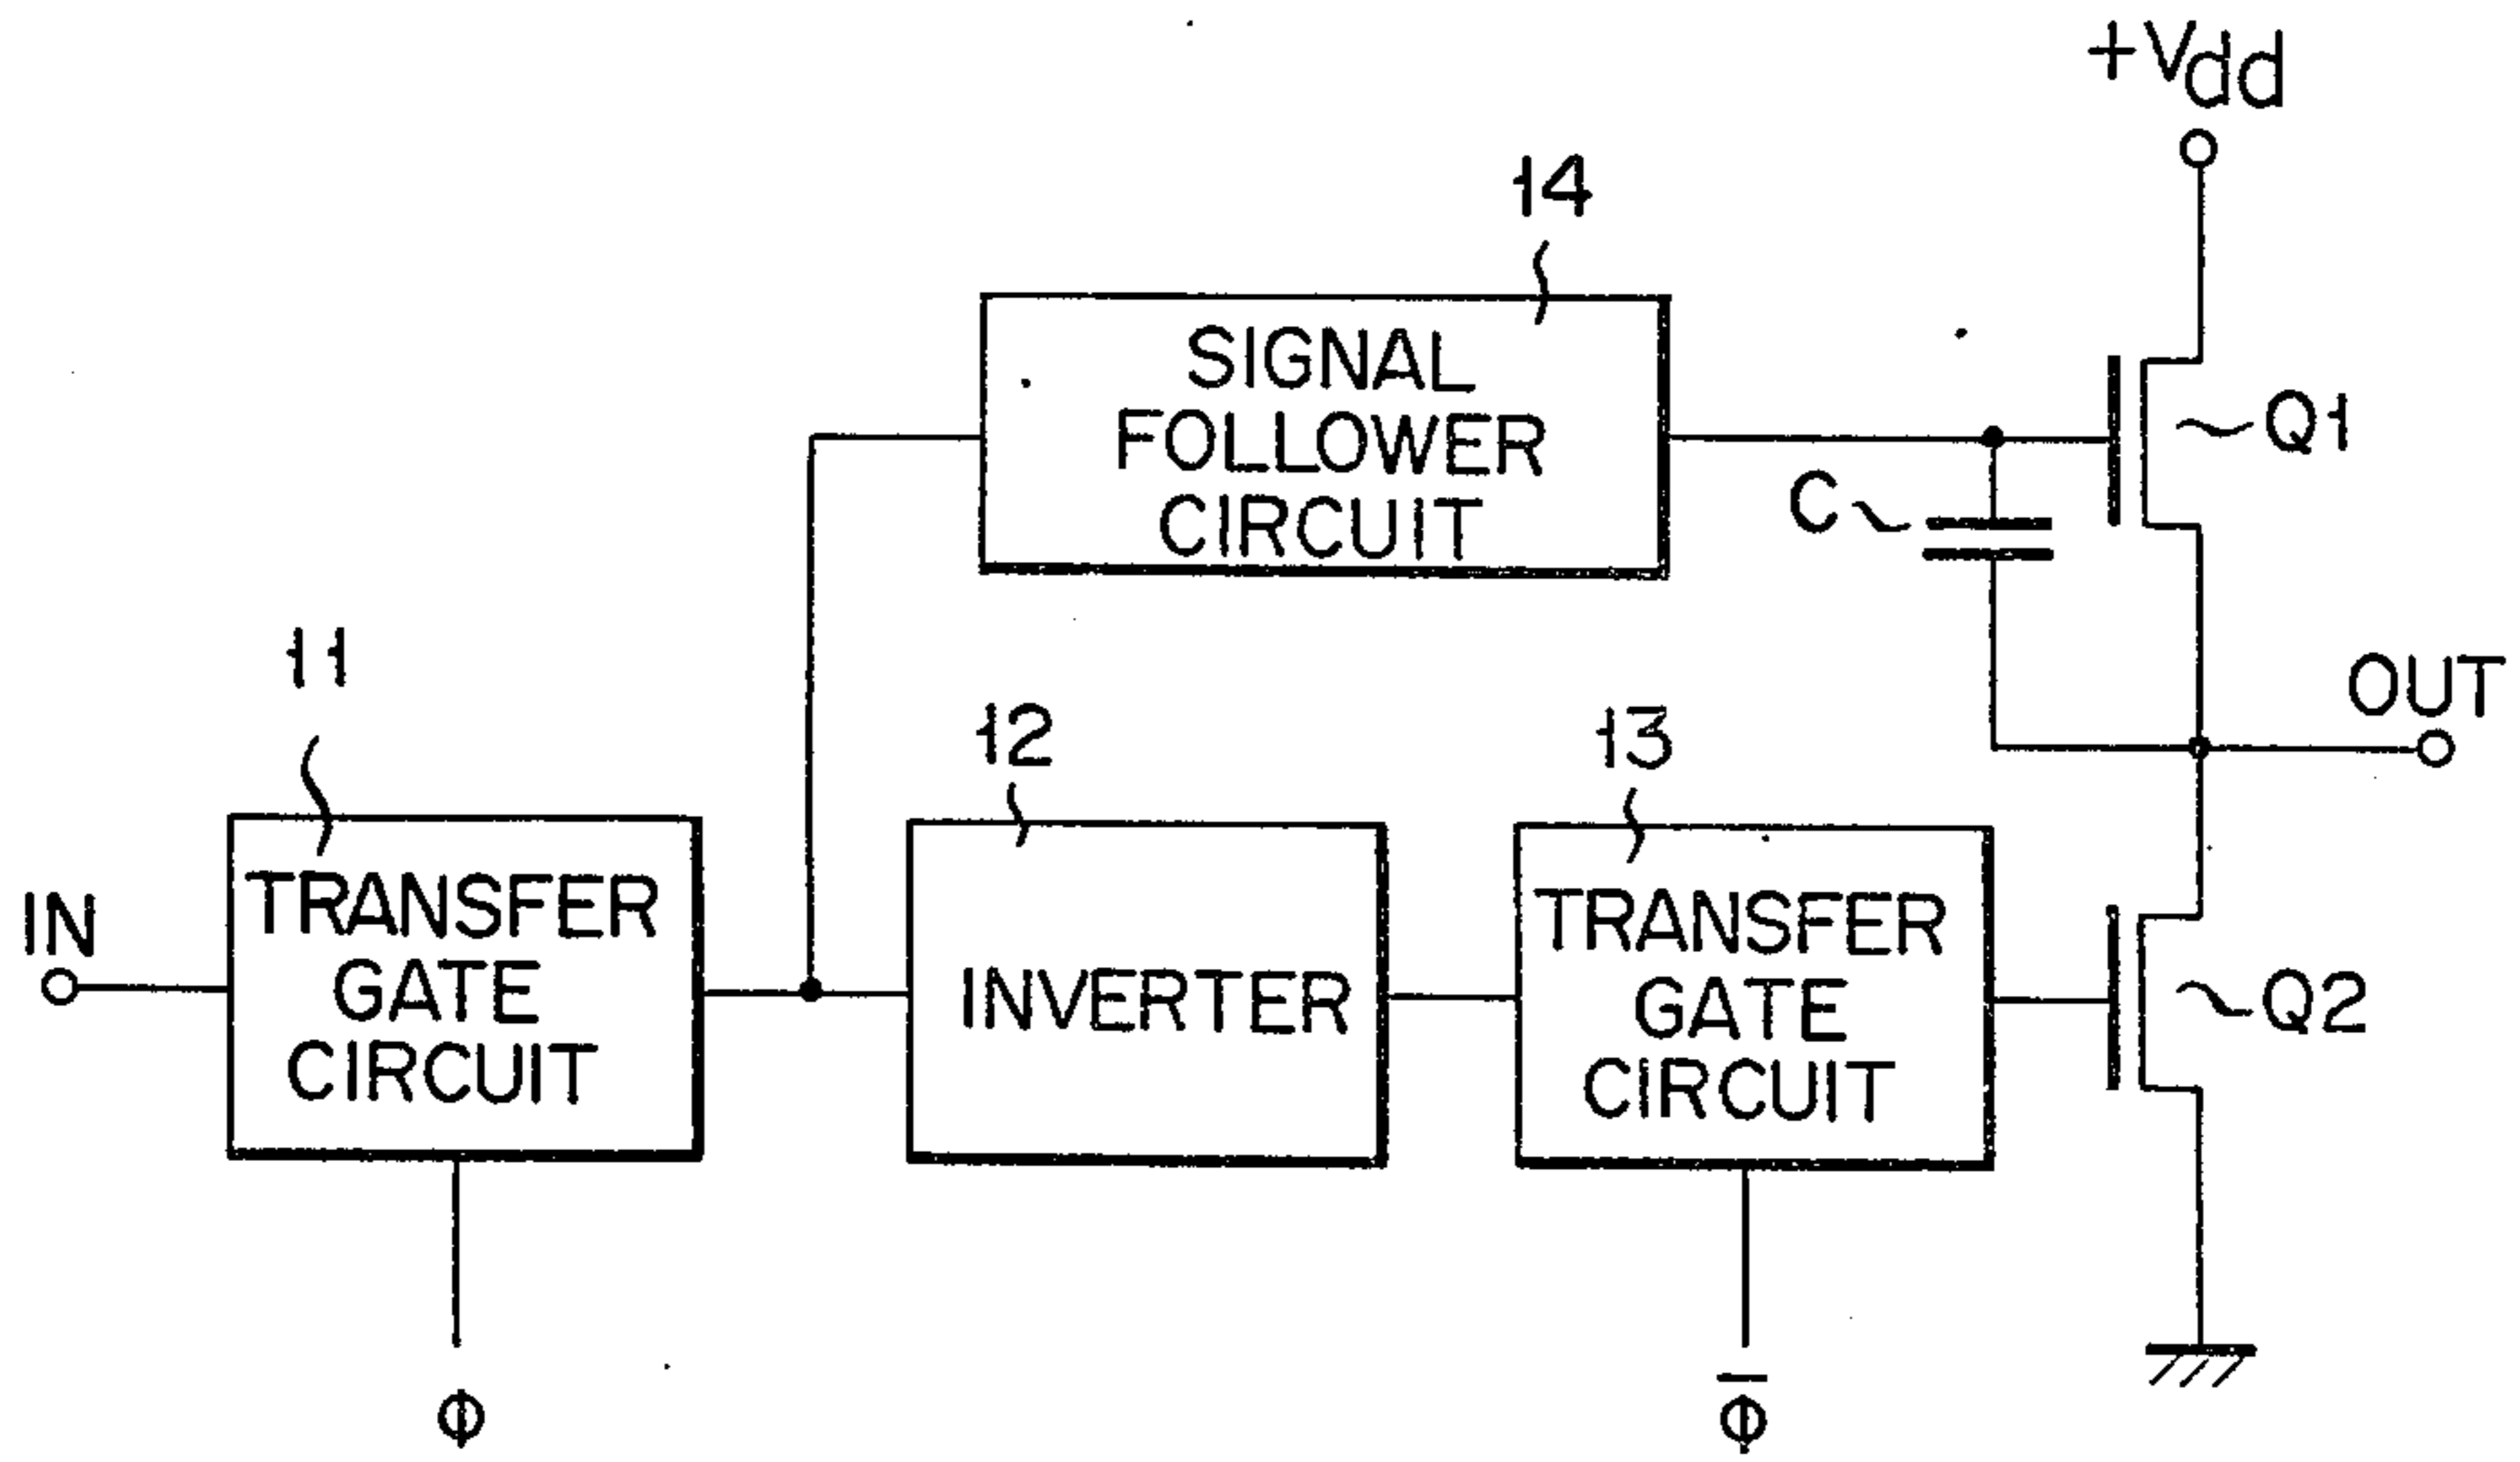 +Vdd
14
SIGNAL
FOLLOWER
CIRCUIT
Q1
C
11
12
13
OUT
IN
TRANSFER
GATE
CIRCUIT
INVERTER
TRANSFER
GATE
CIRCUIT
Q2
Φ
Φ̅